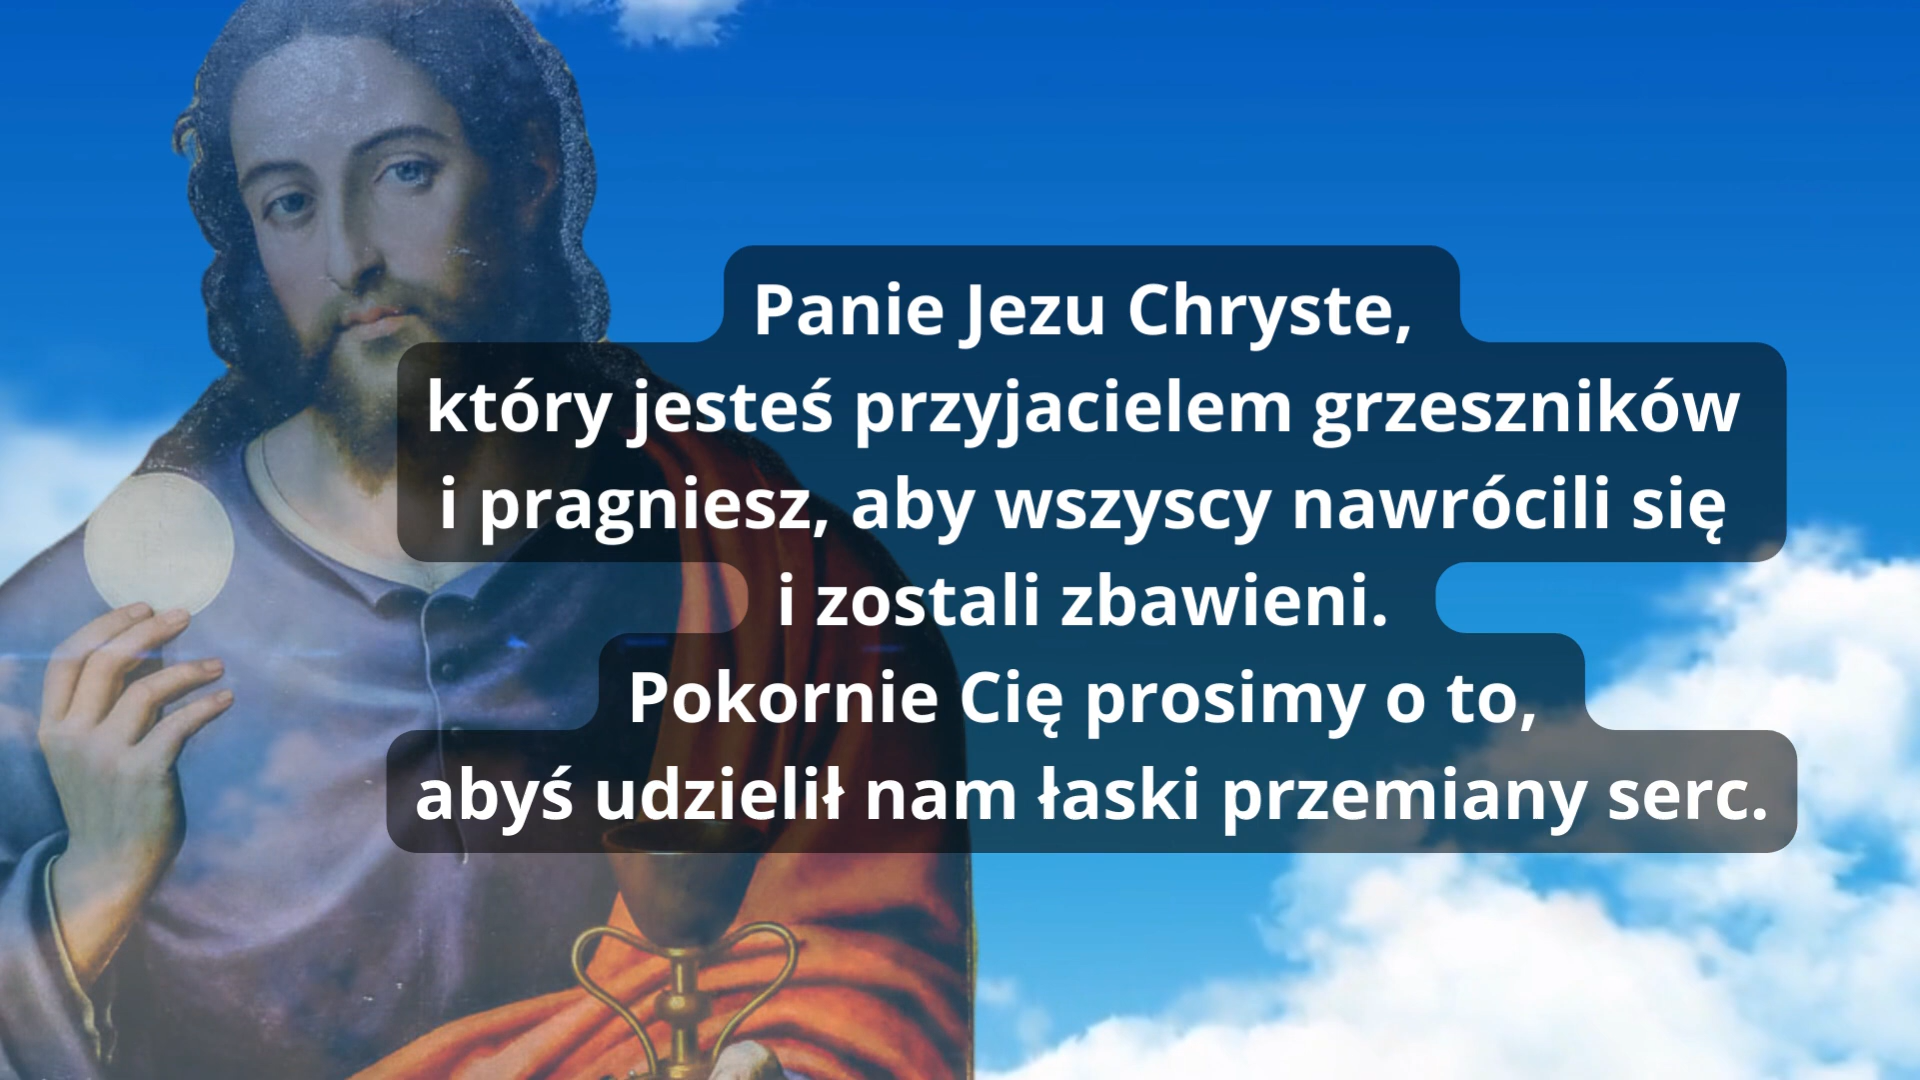 Panie Jezu Chryste,
który jesteś przyjacielem grzeszników
i pragniesz, aby wszyscy nawrócili się
i zostali zbawieni.
Pokornie Cię prosimy o to,
abyś udzielił nam łaski przemiany serc.